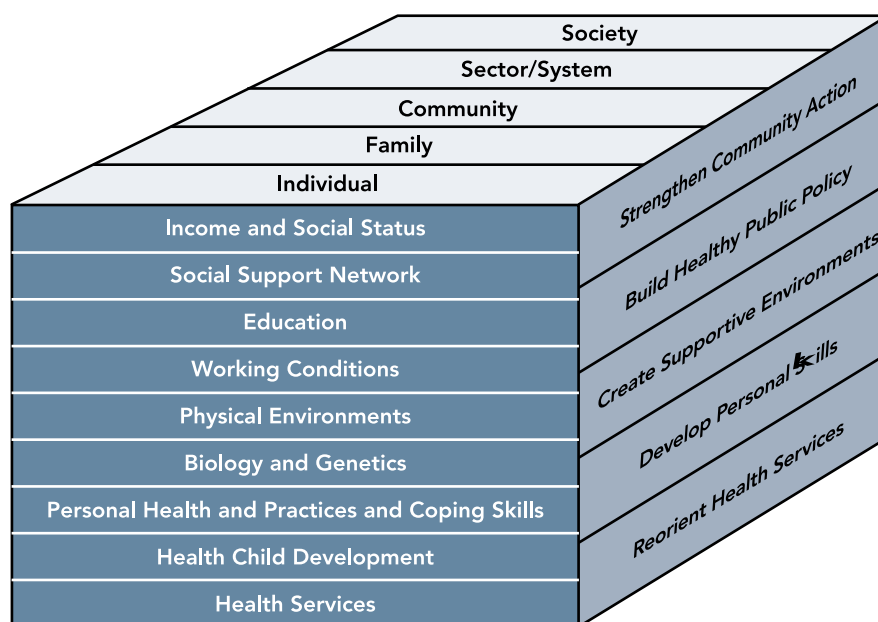 Society
Sector/System
Community
Family
Individual
Income and Social Status
Social Support Network
Education
Working Conditions
Physical Environments
Biology and Genetics
Personal Health and Practices and Coping Skills
Health Child Development
Health Services
Strengthen Community Action
Build Healthy Public Policy
Create Supportive Environments
Develop Personal Skills
Reorient Health Services